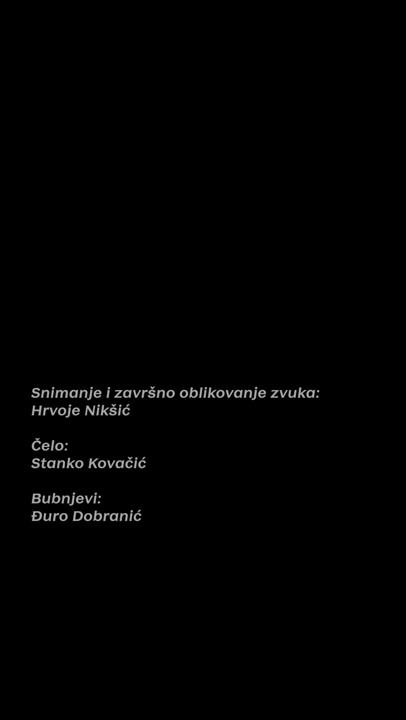 Snimanje i završno oblikovanje zvuka:
Hrvoje Nikšić
Čelo:
Stanko Kovačić
Bubnjevi:
Đuro Dobranić